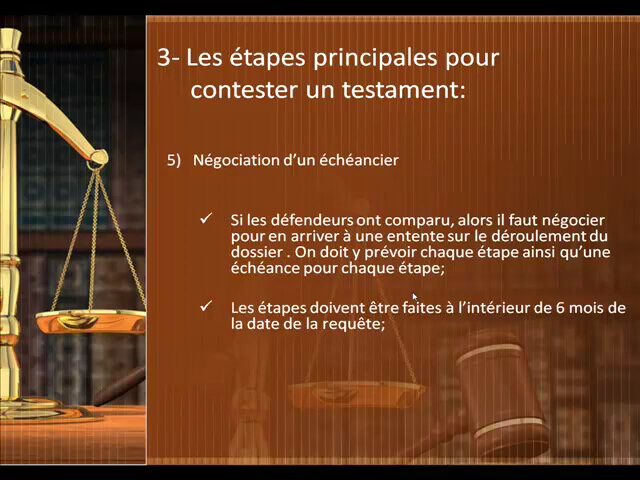 3- Les étapes principales pour
contester un testament:
5) Négociation d'un échéancier
✓ Si les défendeurs ont comparu, alors il faut négocier
pour en arriver à une entente sur le déroulement du
dossier . On doit y prévoir chaque étape ainsi qu'une
échéance pour chaque étape;
✓ Les étapes doivent être faites à l'intérieur de 6 mois de
la date de la requête;